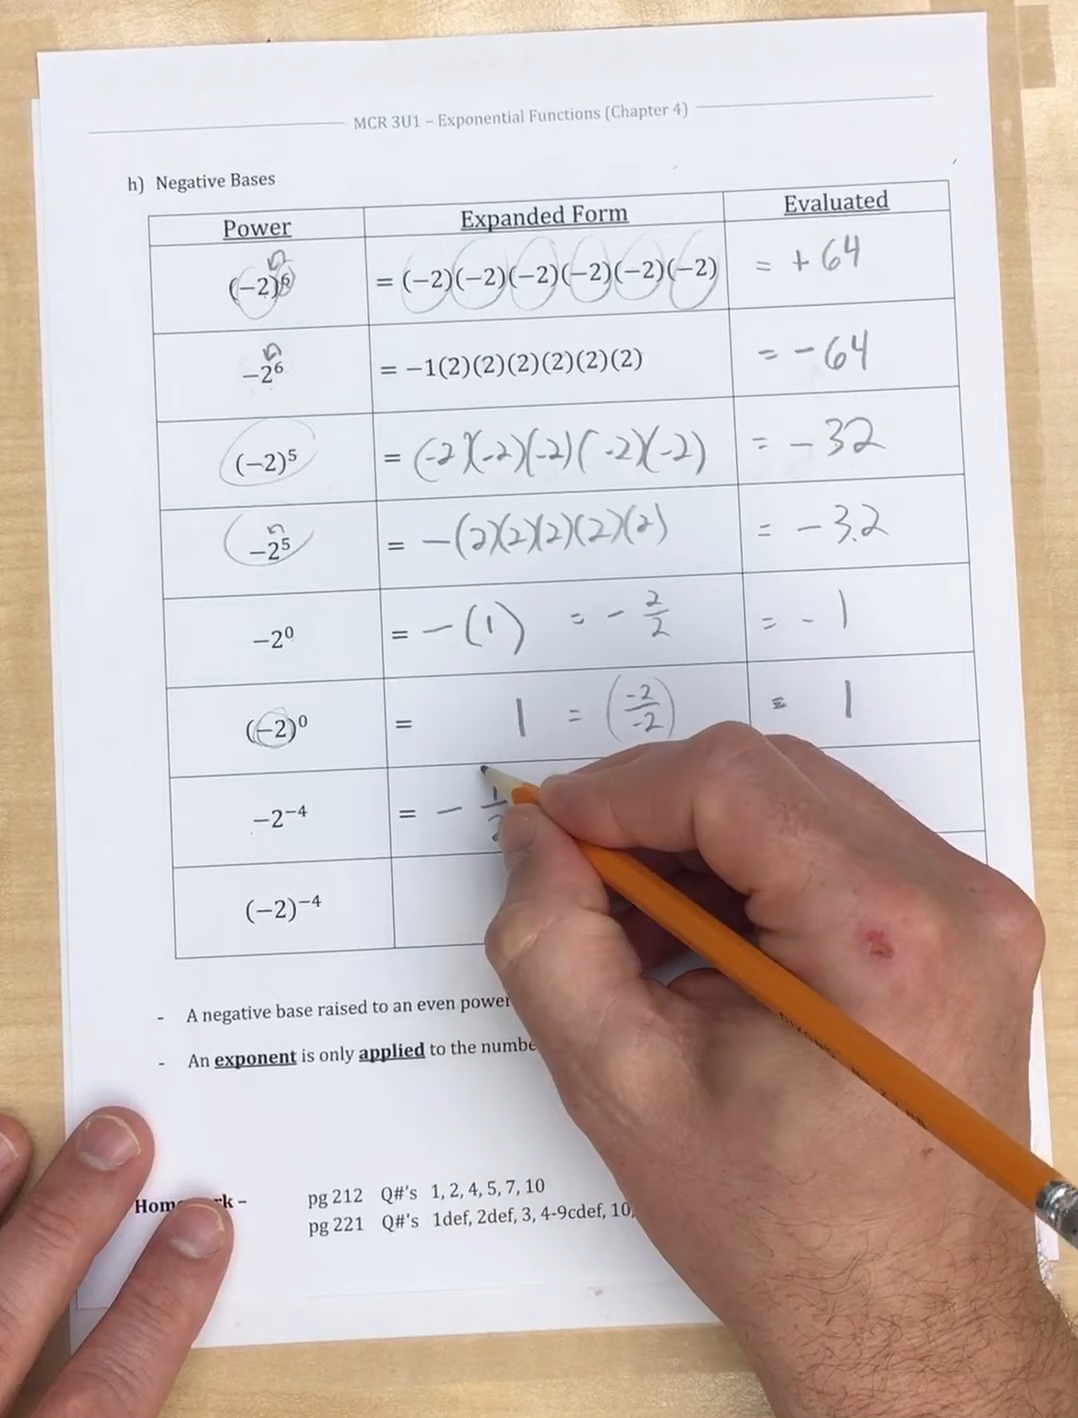 MCR 3U1 – Exponential Functions (Chapter 4)
h) Negative Bases
Power Expanded Form Evaluated
(−2)⁶ = (−2)(−2)(−2)(−2)(−2)(−2) = + 64
−2⁶ = −1(2)(2)(2)(2)(2)(2) = - 64
(−2)⁵ = (-2)(-2)(-2)(-2)(-2) = - 32
−2⁵ = -(2)(2)(2)(2)(2) = - 32
−2⁰ = -(1) = - 2/2 = - 1
(−2)⁰ = 1 = (-2/-2) = 1
−2⁻⁴ = - 1/2
(−2)⁻⁴
- A negative base raised to an even power
- An exponent is only applied to the numbe
pg 212 Q#'s 1, 2, 4, 5, 7, 10
pg 221 Q#'s 1def, 2def, 3, 4-9cdef, 10,